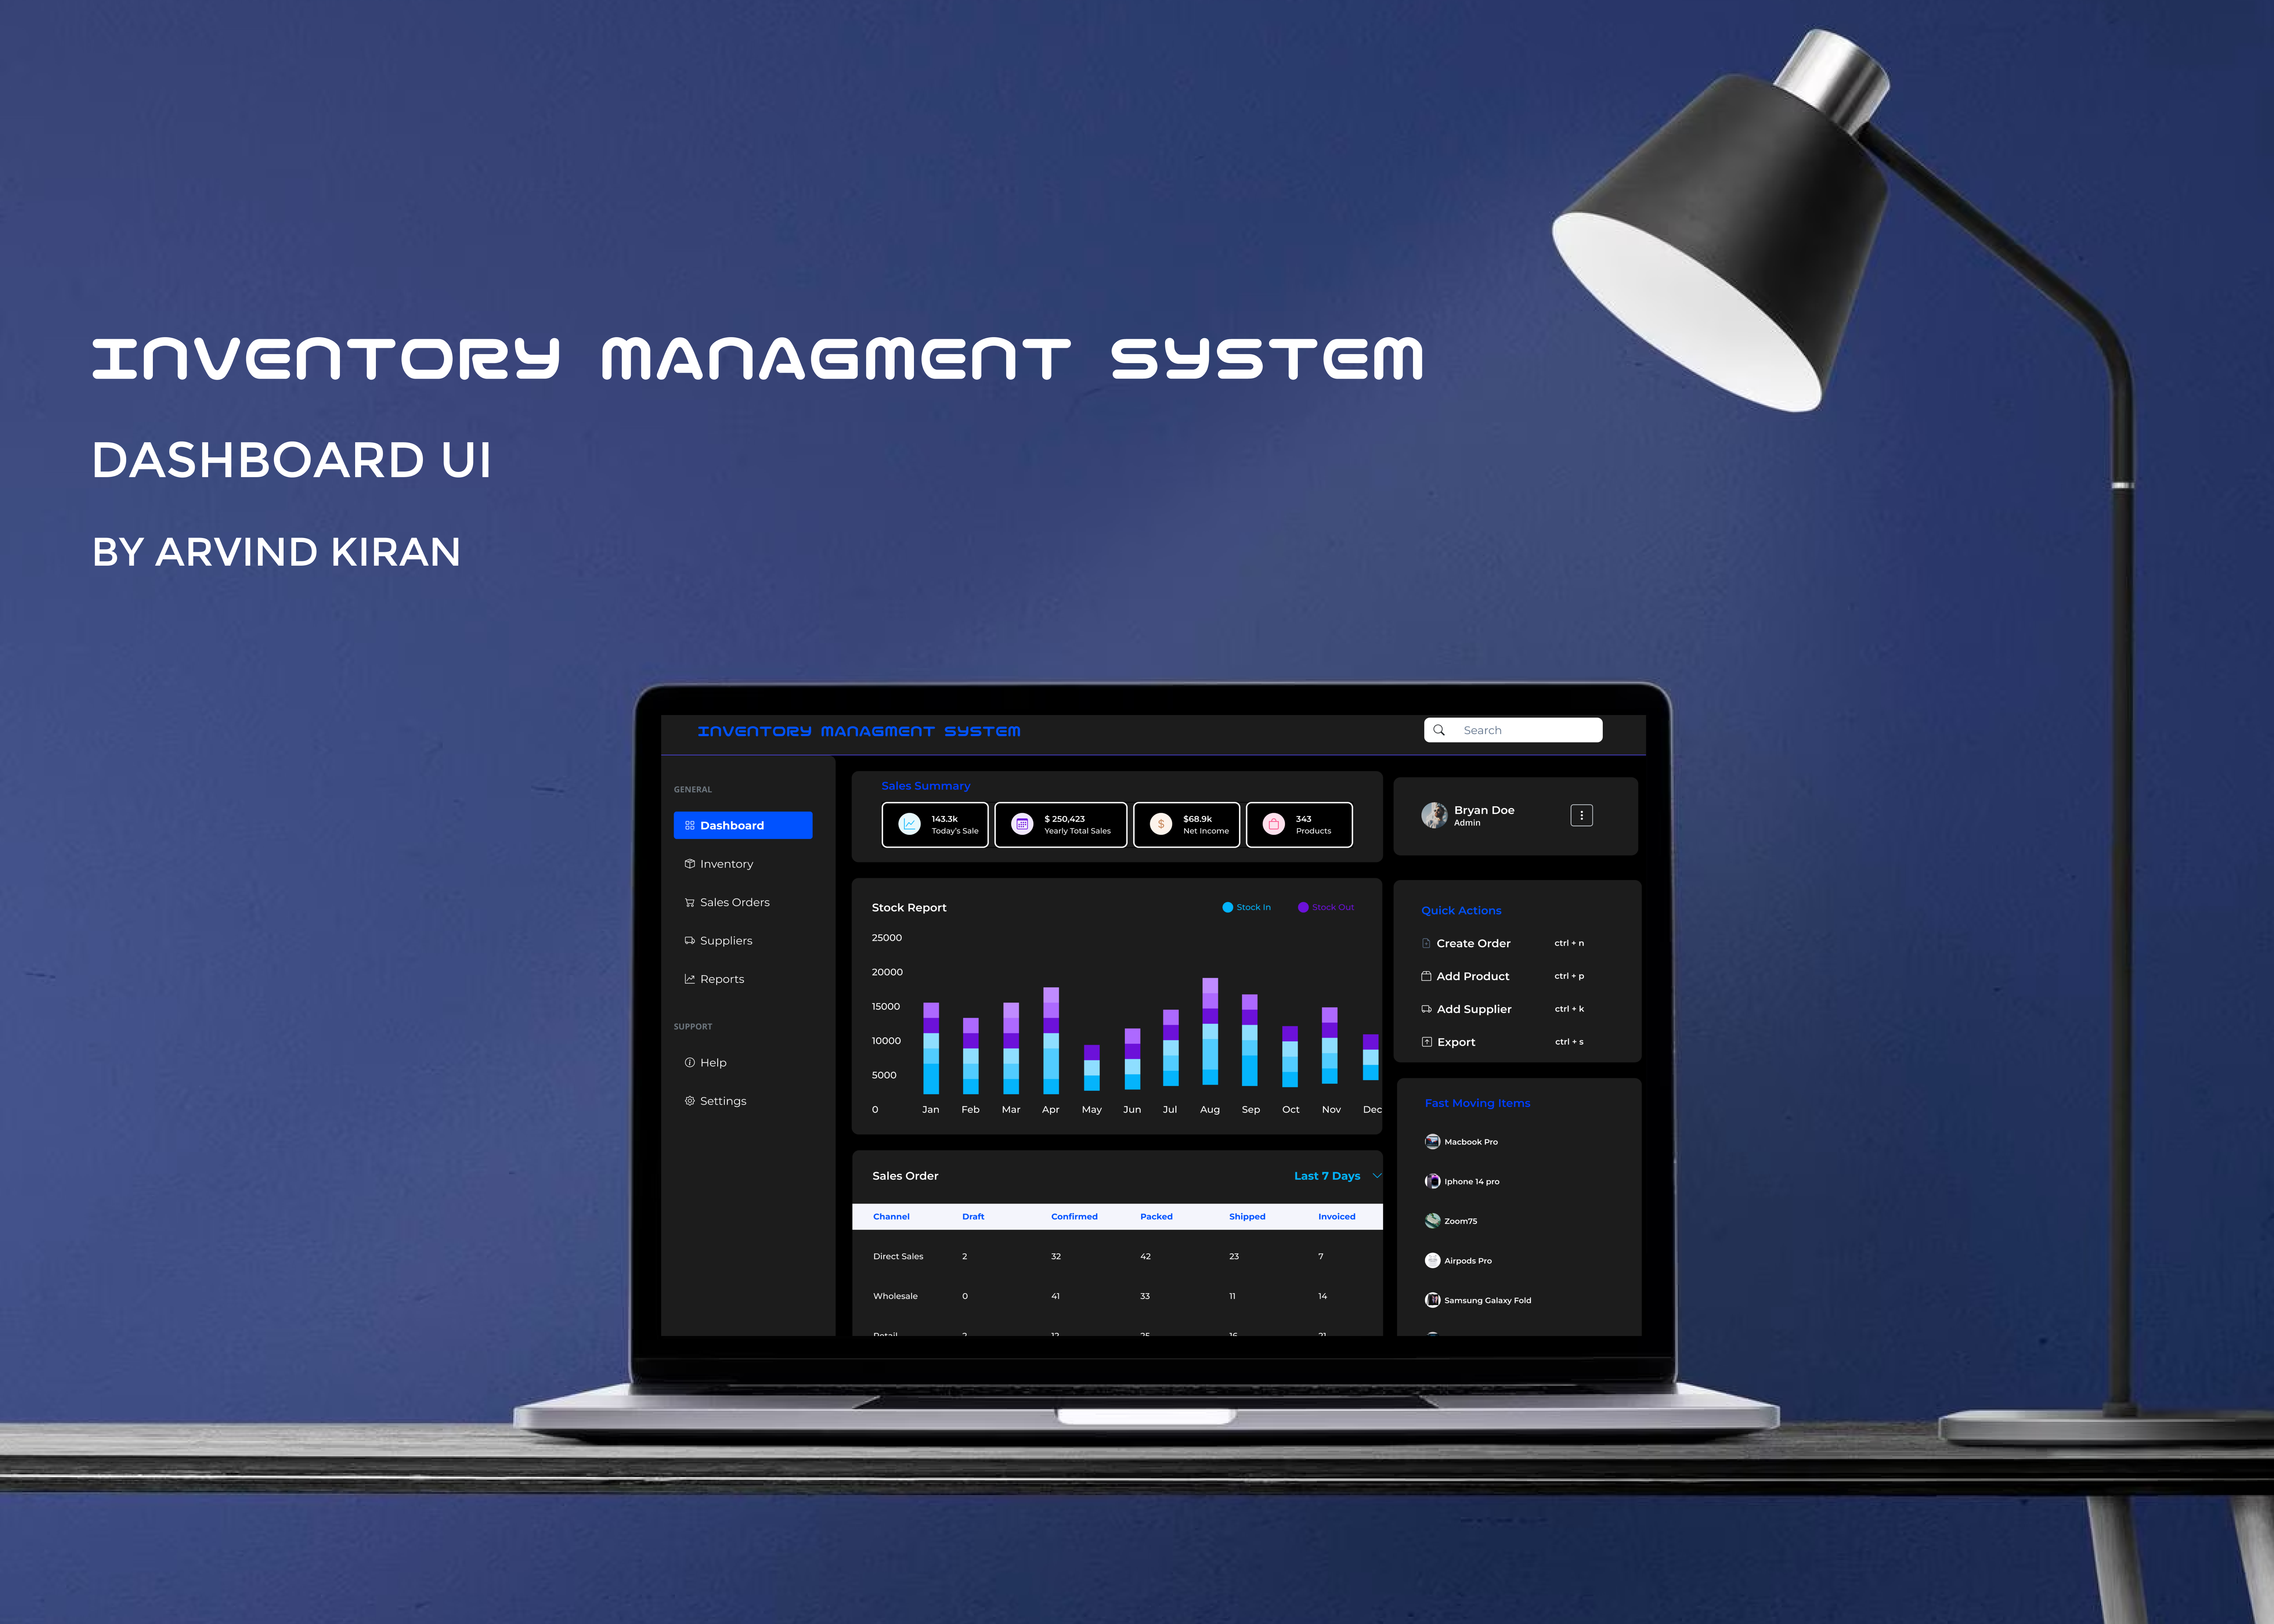 INVENTORY MANAGMENT SYSTEM
DASHBOARD UI
BY ARVIND KIRAN
INVENTORY MANAGMENT SYSTEM
Search
GENERAL
Dashboard
Inventory
Sales Orders
Suppliers
Reports
SUPPORT
Help
Settings
Sales Summary
143.3k
Today's Sale
$ 250,423
Yearly Total Sales
$68.9k
Net Income
343
Products
Stock Report
Stock In
Stock Out
25000
20000
15000
10000
5000
0 Jan Feb Mar Apr May Jun Jul Aug Sep Oct Nov Dec
Sales Order
Last 7 Days
Channel Draft Confirmed Packed Shipped Invoiced
Direct Sales 2 32 42 23 7
Wholesale 0 41 33 11 14
Retail 2 12 25 16 21
Bryan Doe
Admin
Quick Actions
Create Order ctrl + n
Add Product ctrl + p
Add Supplier ctrl + k
Export ctrl + s
Fast Moving Items
Macbook Pro
Iphone 14 pro
Zoom75
Airpods Pro
Samsung Galaxy Fold